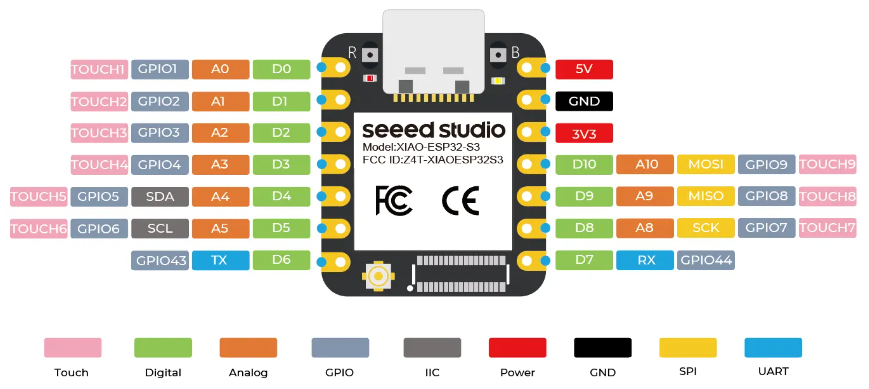 R B
TOUCH1 GPIO1 A0 D0 5V
TOUCH2 GPIO2 A1 D1 GND
TOUCH3 GPIO3 A2 D2 seeed studio 3V3
Model:XIAO-ESP32-S3
TOUCH4 GPIO4 A3 D3 FCC ID:Z4T-XIAOESP32S3 D10 A10 MOSI GPIO9 TOUCH9
TOUCH5 GPIO5 SDA A4 D4 FC CE D9 A9 MISO GPIO8 TOUCH8
TOUCH6 GPIO6 SCL A5 D5 D8 A8 SCK GPIO7 TOUCH7
GPIO43 TX D6 D7 RX GPIO44
Touch Digital Analog GPIO IIC Power GND SPI UART